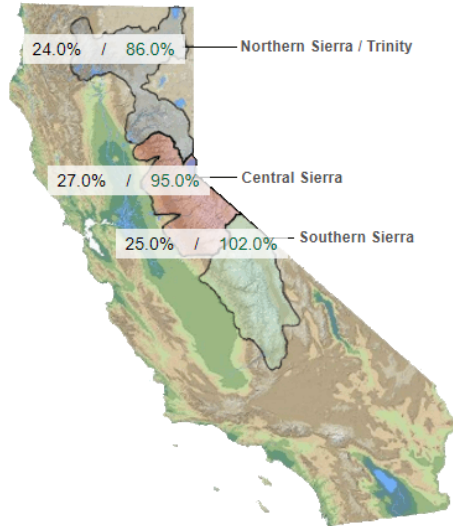 24.0% / 86.0% Northern Sierra / Trinity
27.0% / 95.0% Central Sierra
25.0% / 102.0% Southern Sierra